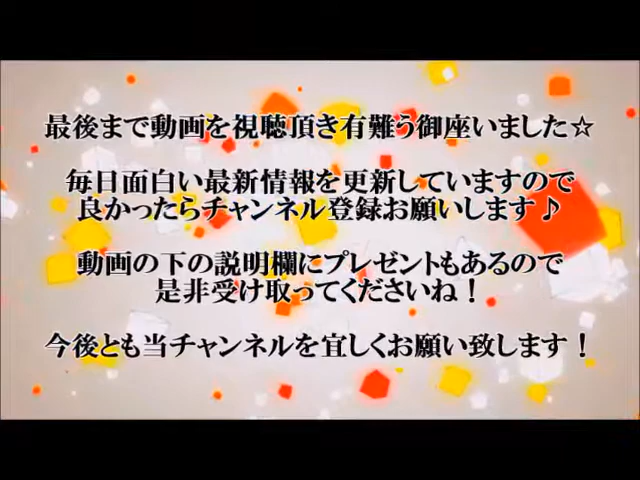 最後まで動画を視聴頂き有難う御座いました☆
毎日面白い最新情報を更新していますので
良かったらチャンネル登録お願いします♪
動画の下の説明欄にプレゼントもあるので
是非受け取ってくださいね！
今後とも当チャンネルを宜しくお願い致します！